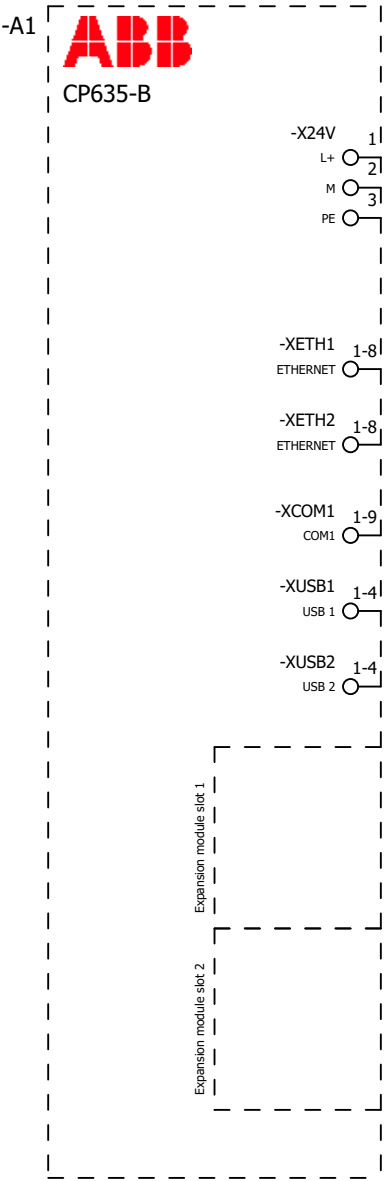 -A1
ABB
CP635-B
-X24V 1
L+
2
M
3
PE
-XETH1 1-8
ETHERNET
-XETH2 1-8
ETHERNET
-XCOM1 1-9
COM1
-XUSB1 1-4
USB 1
-XUSB2 1-4
USB 2
Expansion module slot 1
Expansion module slot 2